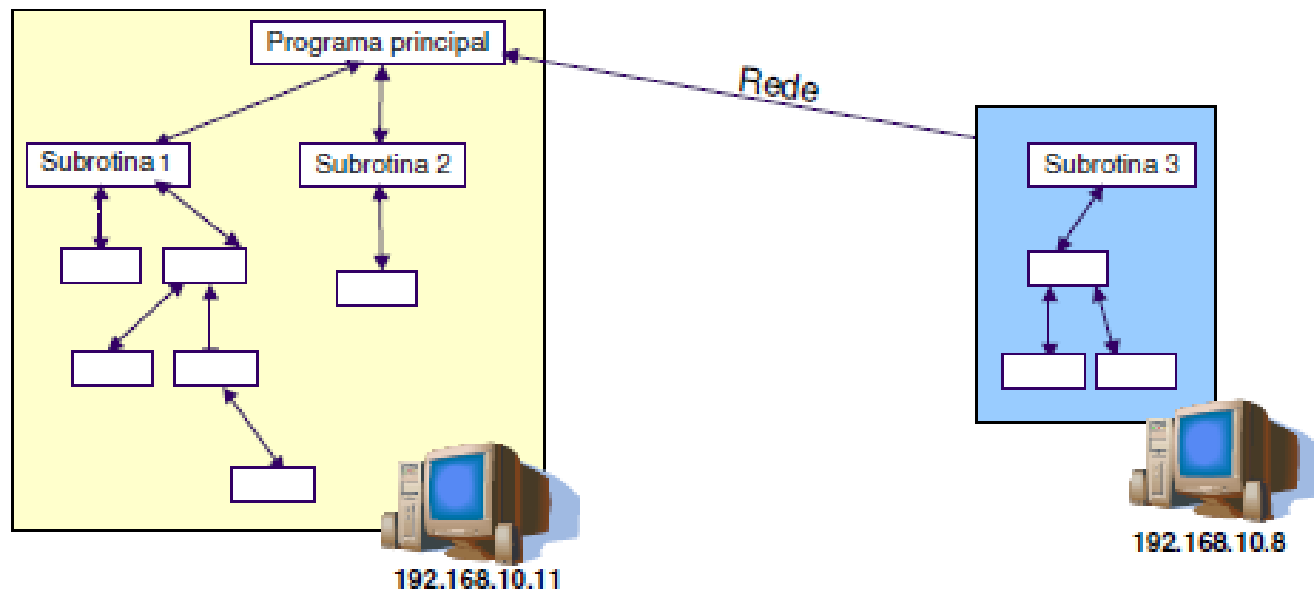 Programa principal
Rede
Subrotina 1
Subrotina 2
Subrotina 3
192.168.10.8
192.168.10.11